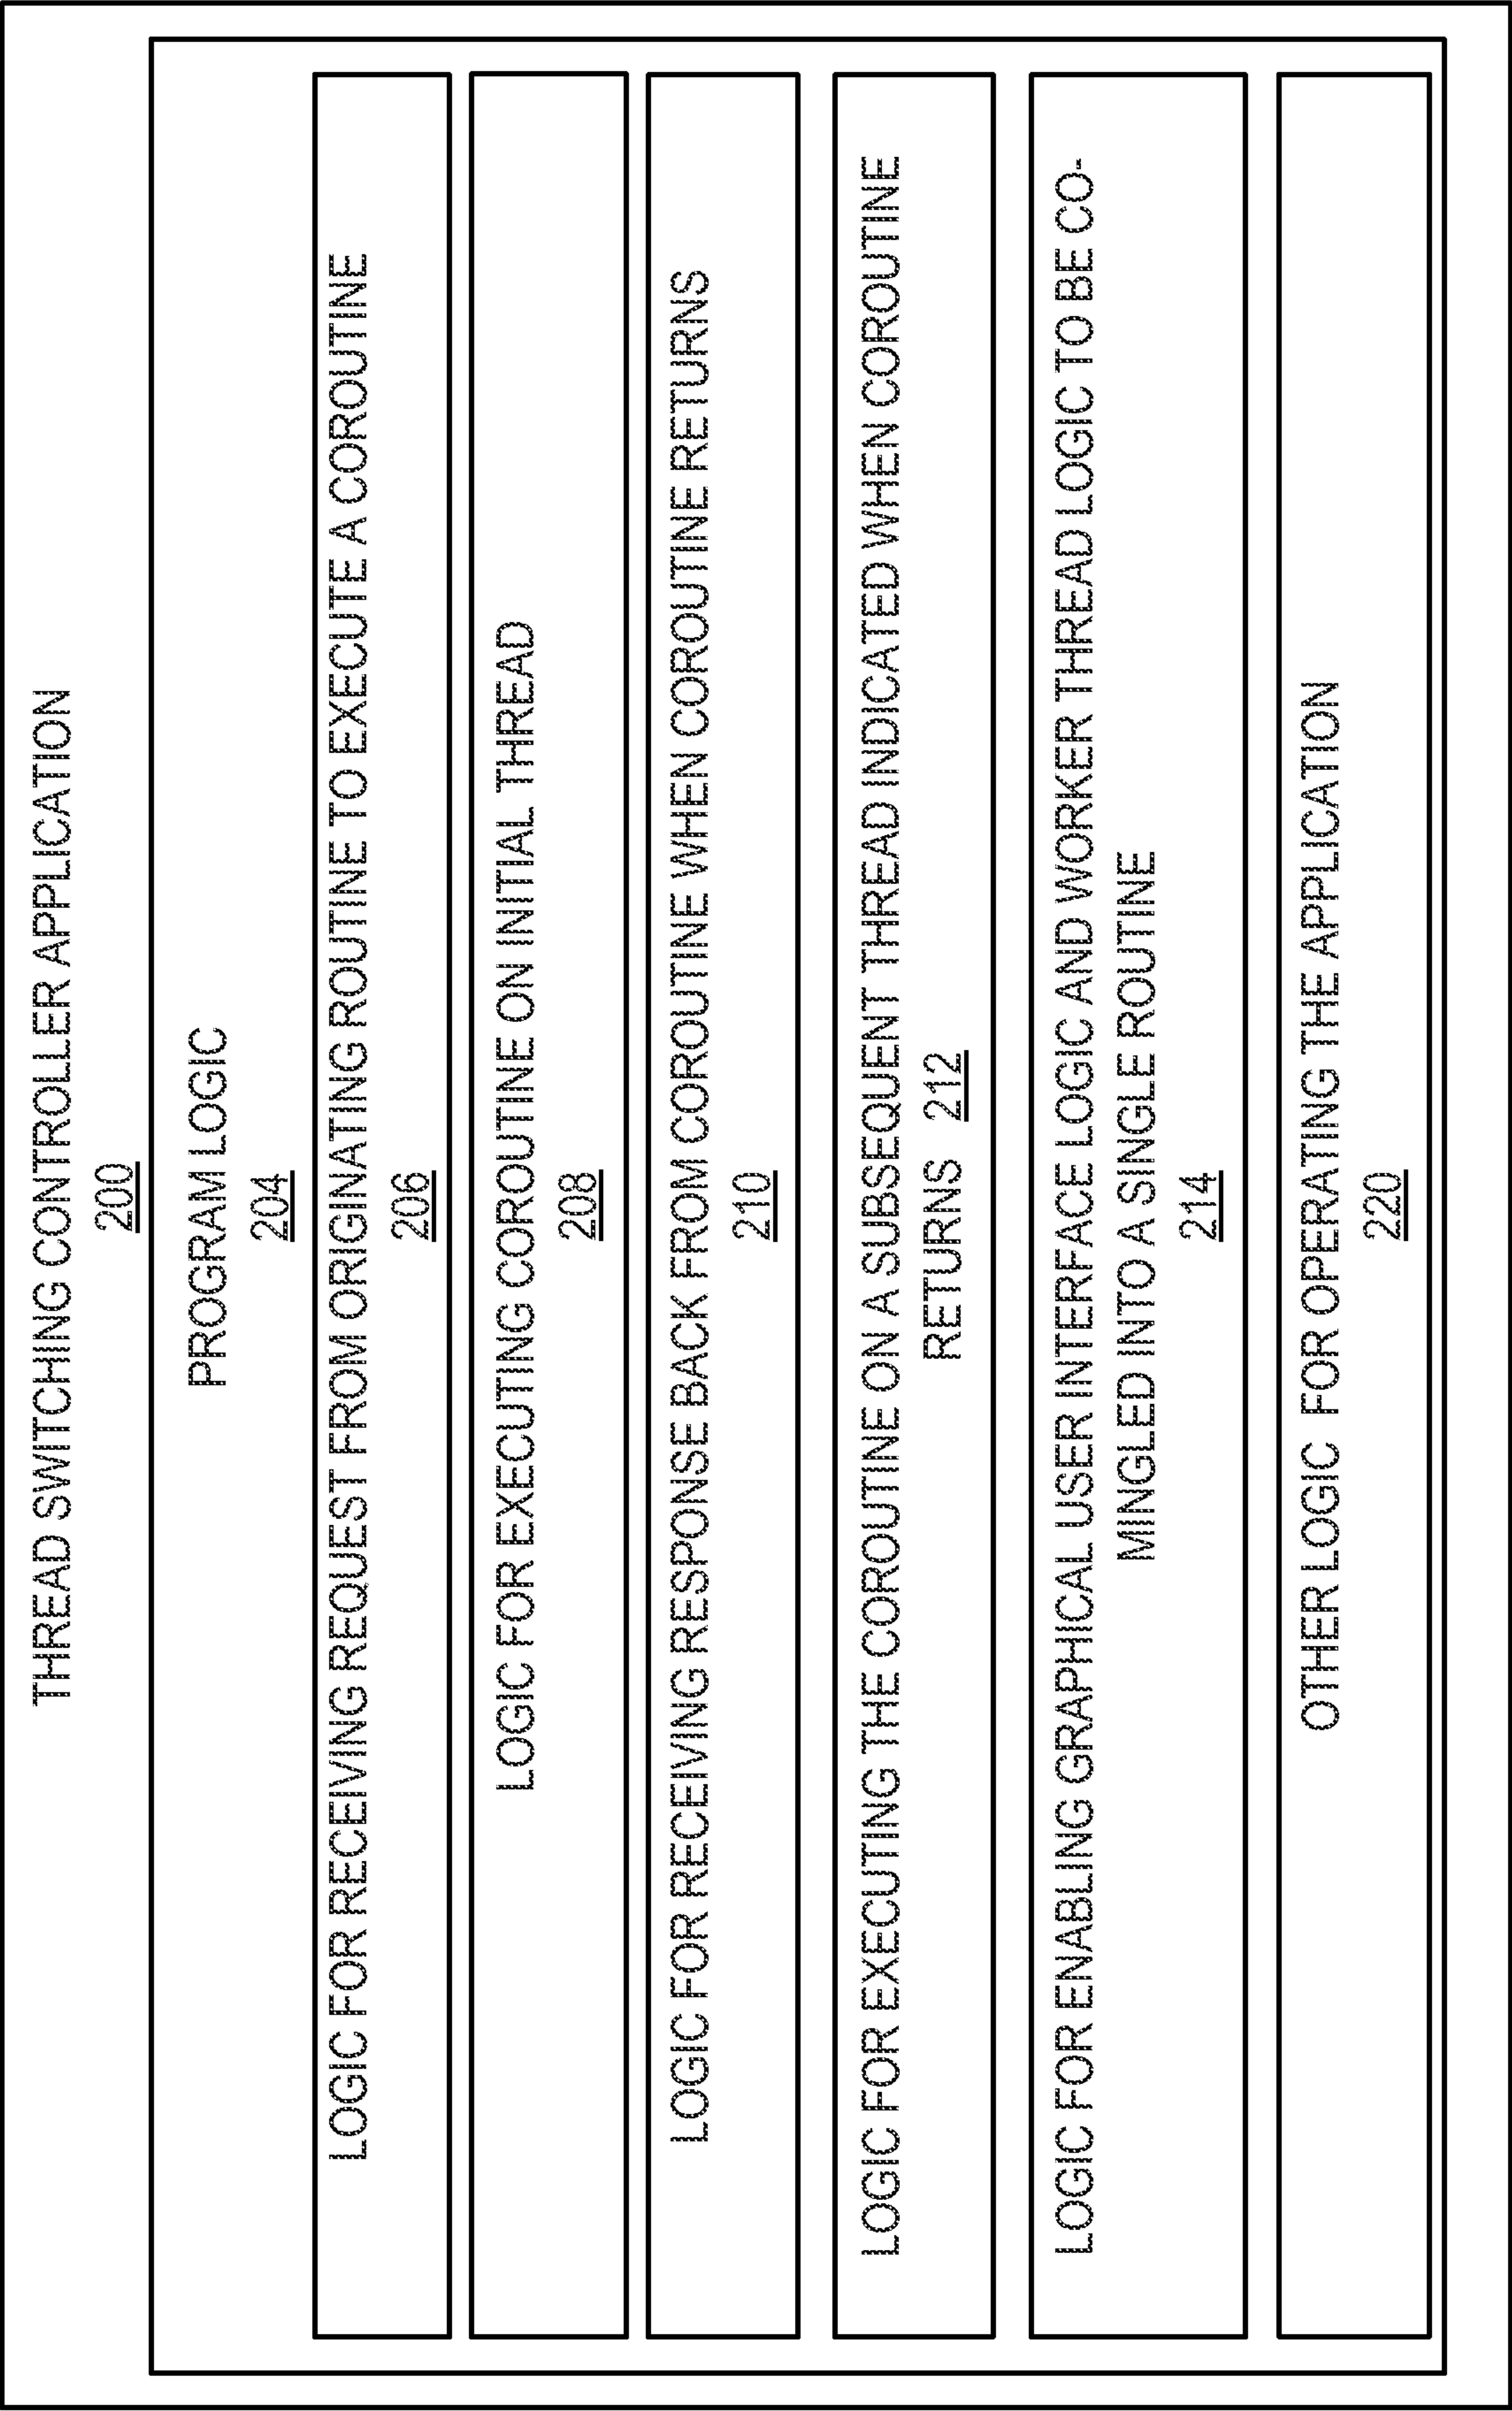 THREAD SWITCHING CONTROLLER APPLICATION
200
PROGRAM LOGIC
204
LOGIC FOR RECEIVING REQUEST FROM ORIGINATING ROUTINE TO EXECUTE A COROUTINE
206
LOGIC FOR EXECUTING COROUTINE ON INITIAL THREAD
208
LOGIC FOR RECEIVING RESPONSE BACK FROM COROUTINE WHEN COROUTINE RETURNS
210
LOGIC FOR EXECUTING THE COROUTINE ON A SUBSEQUENT THREAD INDICATED WHEN COROUTINE
RETURNS 212
LOGIC FOR ENABLING GRAPHICAL USER INTERFACE LOGIC AND WORKER THREAD LOGIC TO BE CO-
MINGLED INTO A SINGLE ROUTINE
214
OTHER LOGIC FOR OPERATING THE APPLICATION
220